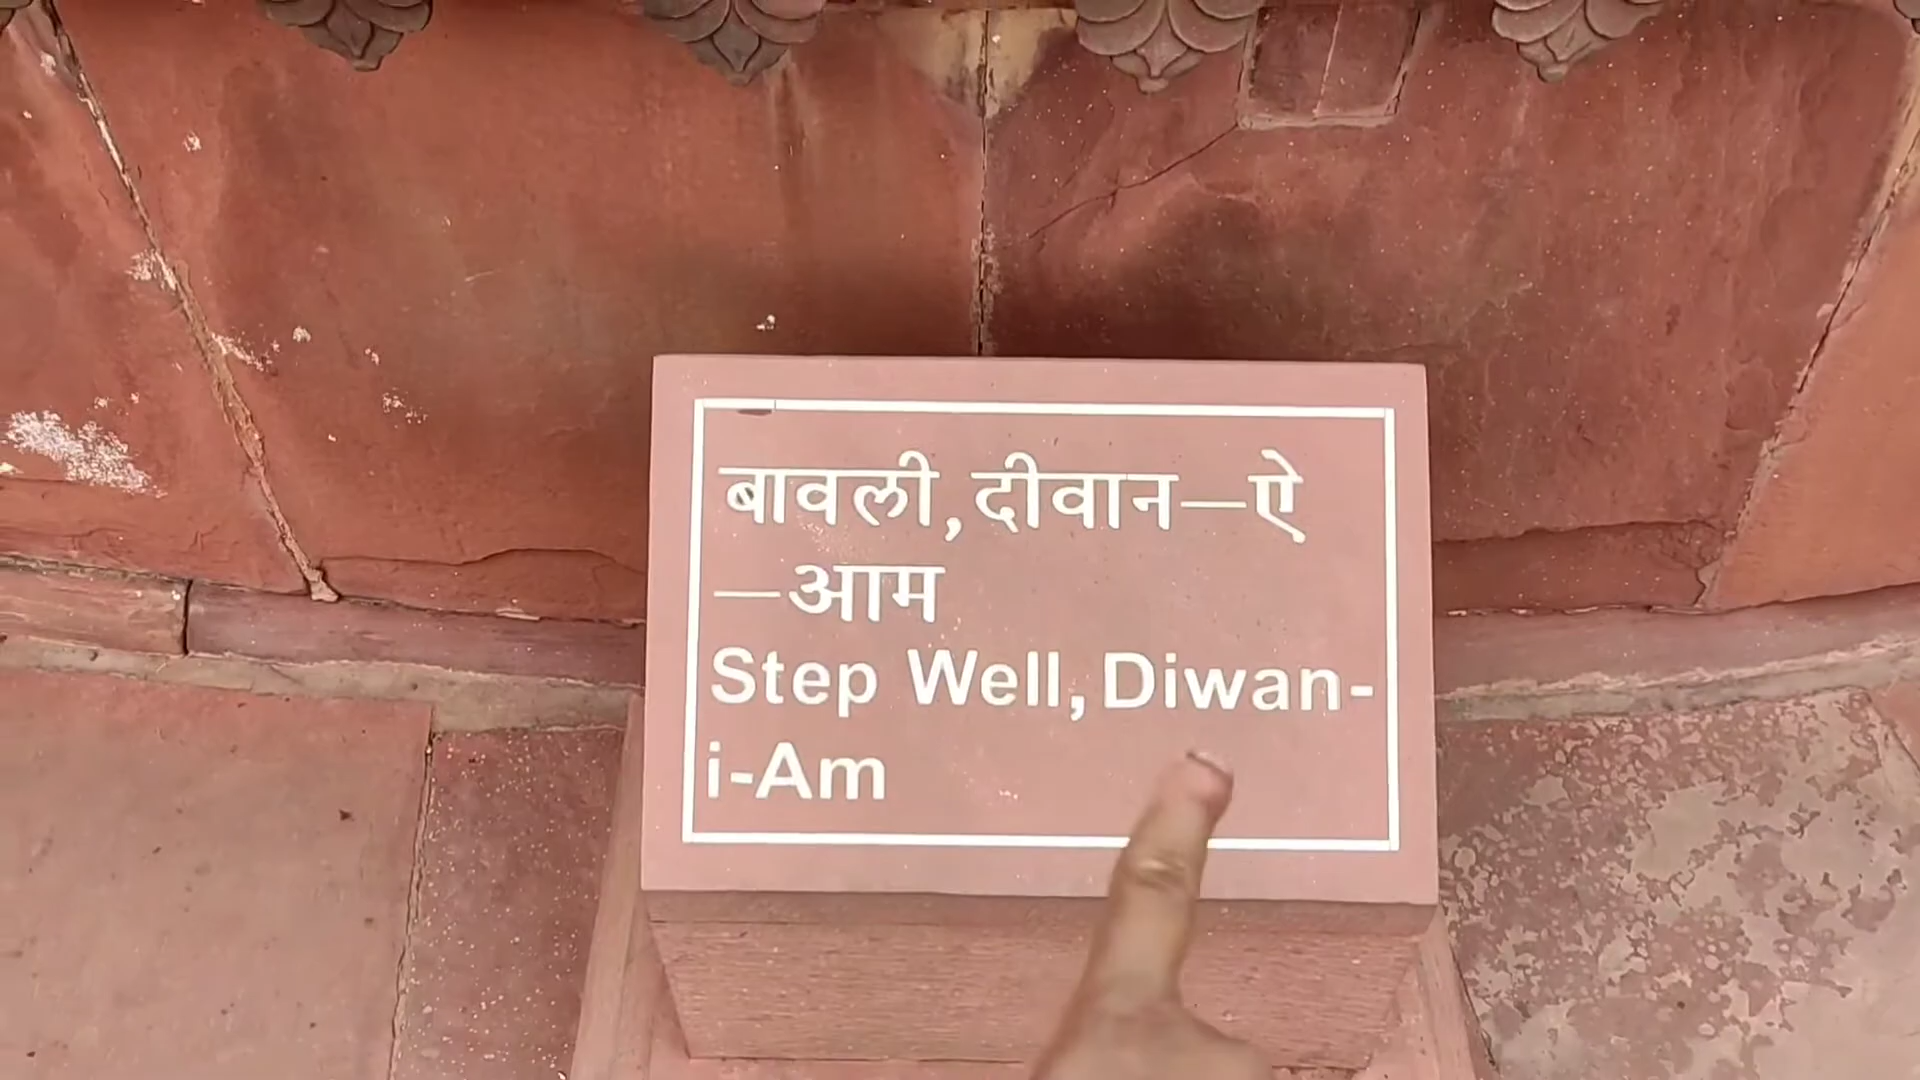 बावली, दीवान—ऐ
—आम
Step Well, Diwan-
i-Am